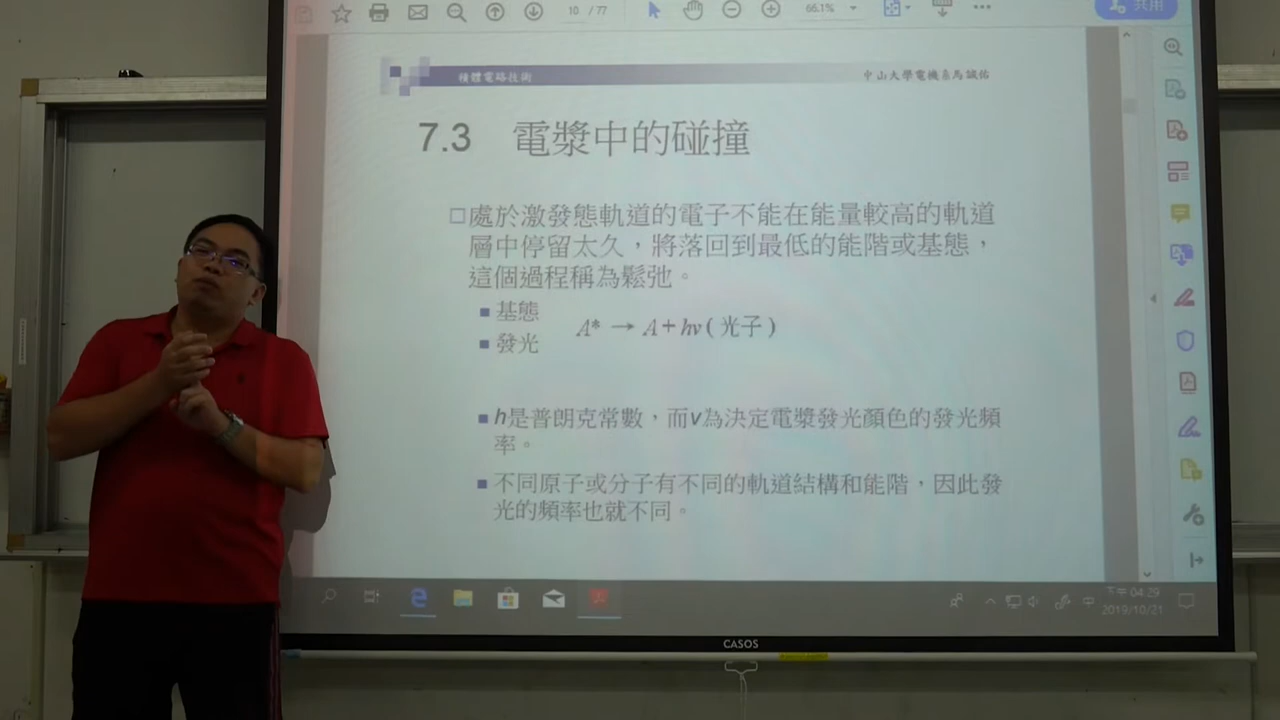 10 / 77
66.1%
共用
積體電路技術
中山大學電機系馬誠佑
7.3 電漿中的碰撞
□處於激發態軌道的電子不能在能量較高的軌道
層中停留太久，將落回到最低的能階或基態，
這個過程稱為鬆弛。
■基態
A* → A + hν (光子)
■發光
■h是普朗克常數，而ν為決定電漿發光顏色的發光頻
率。
■不同原子或分子有不同的軌道結構和能階，因此發
光的頻率也就不同。
中
下午 04:29
2019/10/21
CASOS